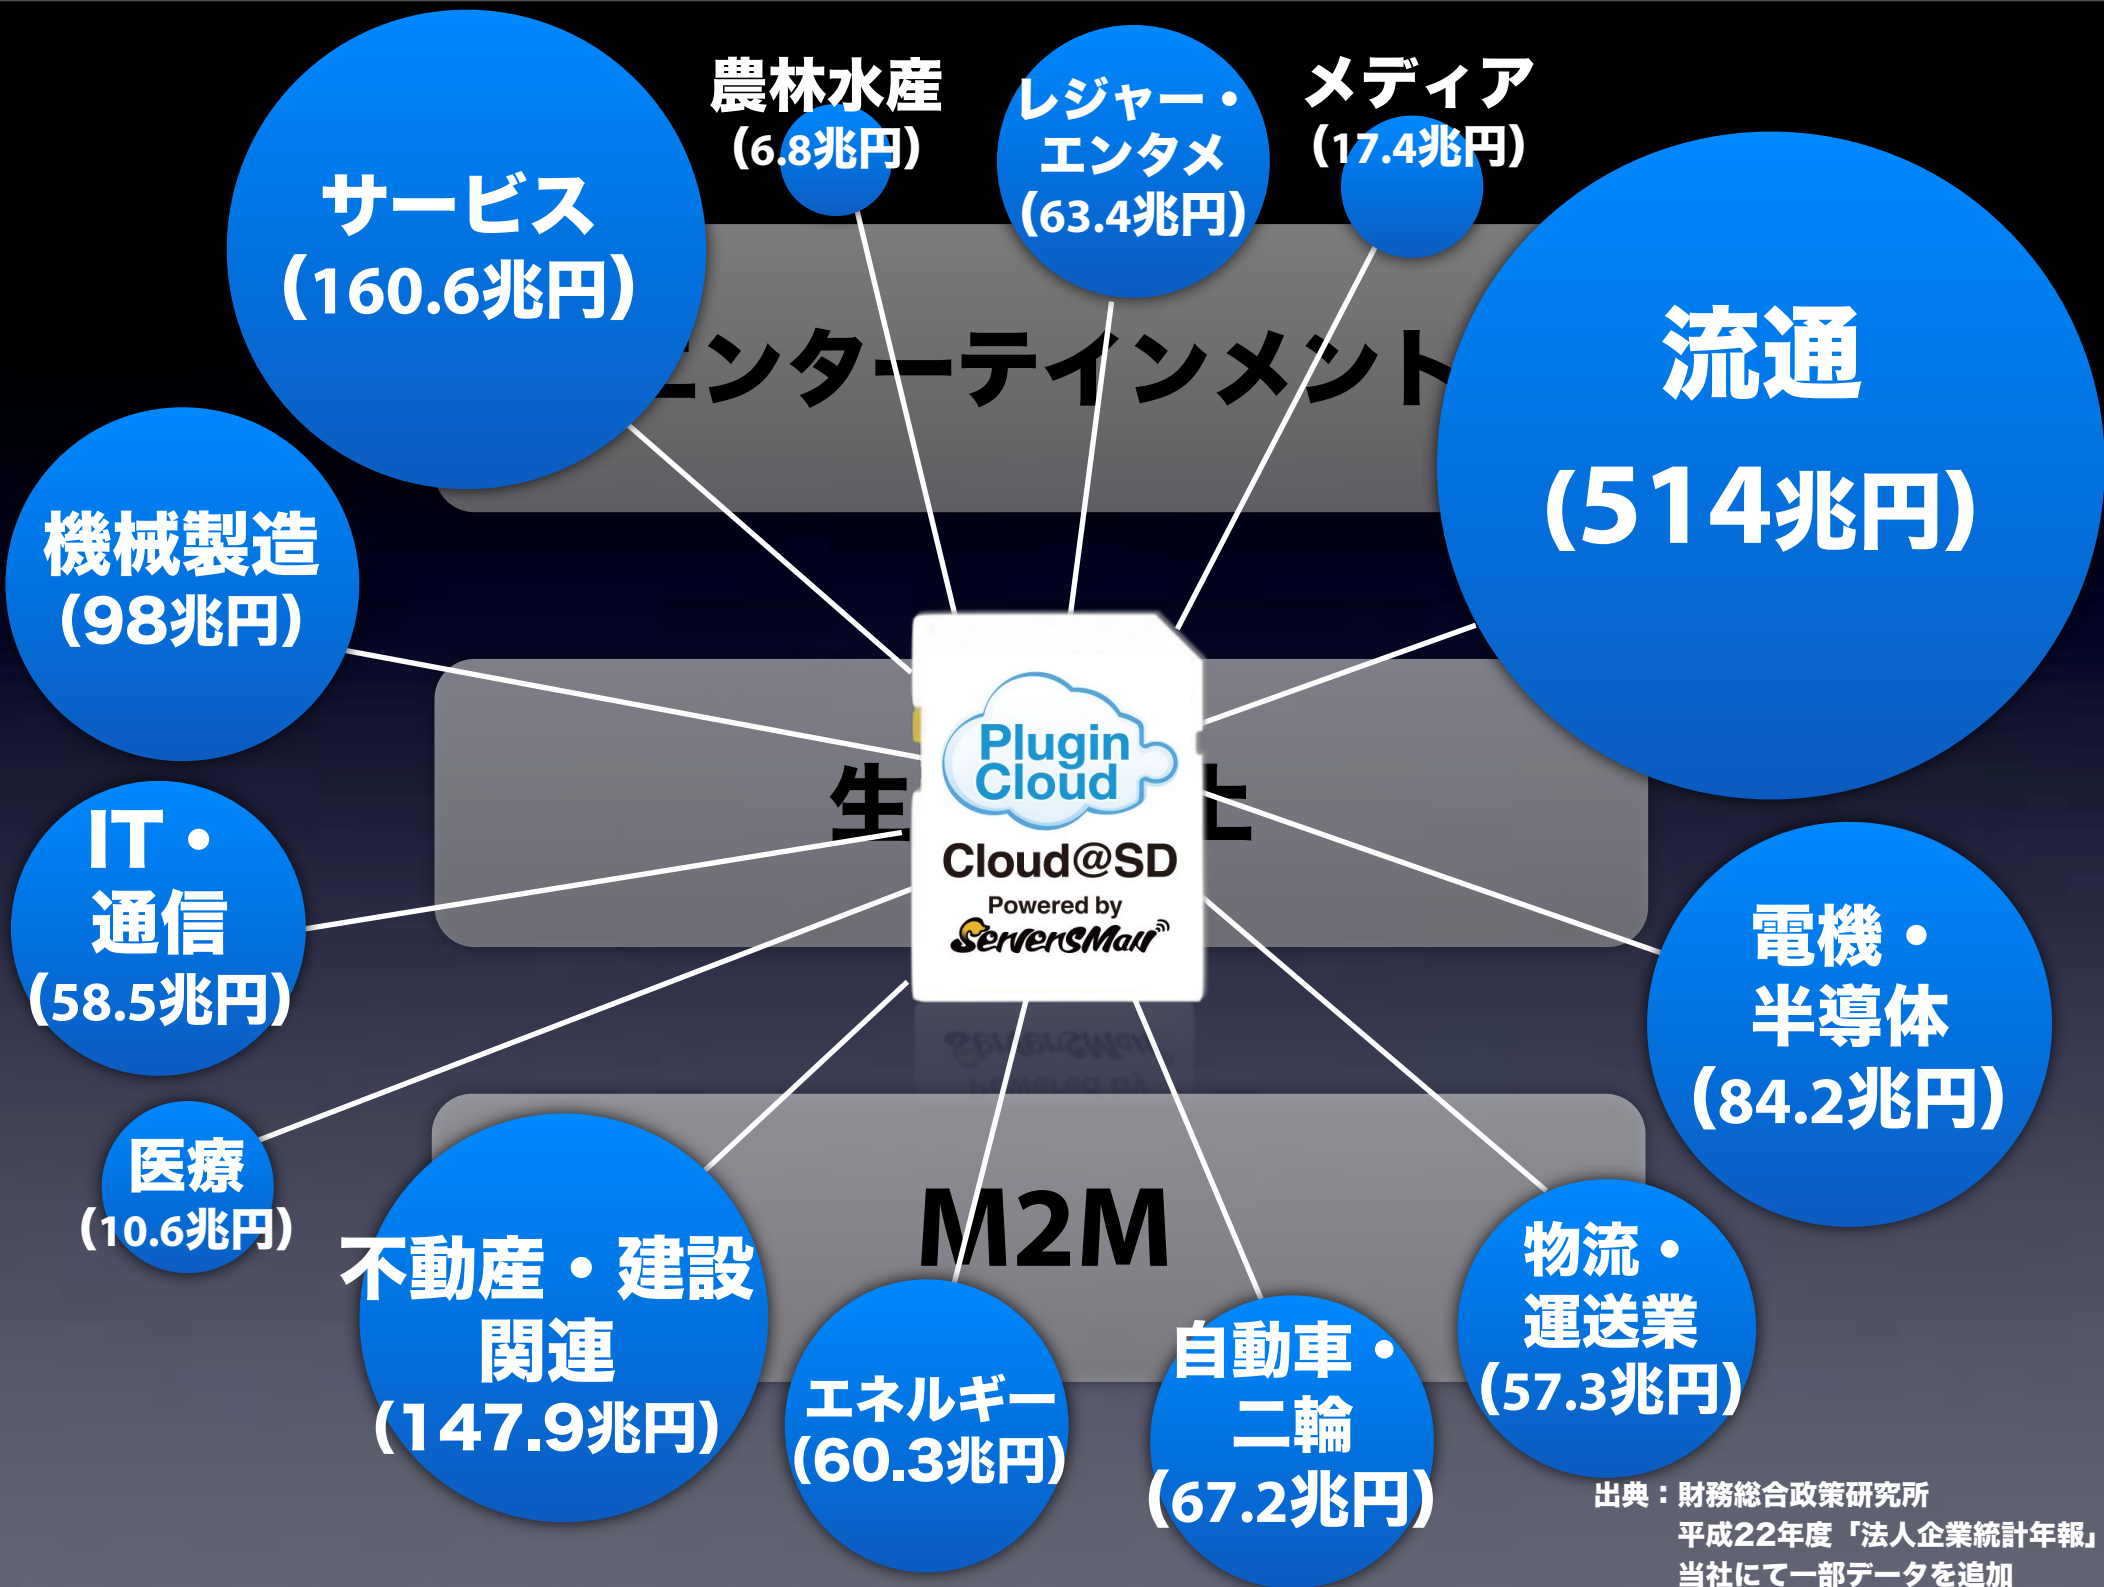 農林水産
(6.8兆円)
レジャー・
エンタメ
(63.4兆円)
メディア
(17.4兆円)
サービス
(160.6兆円)
流通
(514兆円)
ンターテインメント
機械製造
(98兆円)
Plugin
Cloud
生
Cloud@SD
Powered by
ServersMan
IT・
通信
(58.5兆円)
電機・
半導体
(84.2兆円)
医療
(10.6兆円)
M2M
不動産・建設
関連
(147.9兆円)
エネルギー
(60.3兆円)
自動車・
二輪
(67.2兆円)
物流・
運送業
(57.3兆円)
出典：財務総合政策研究所
平成22年度「法人企業統計年報」
当社にて一部データを追加